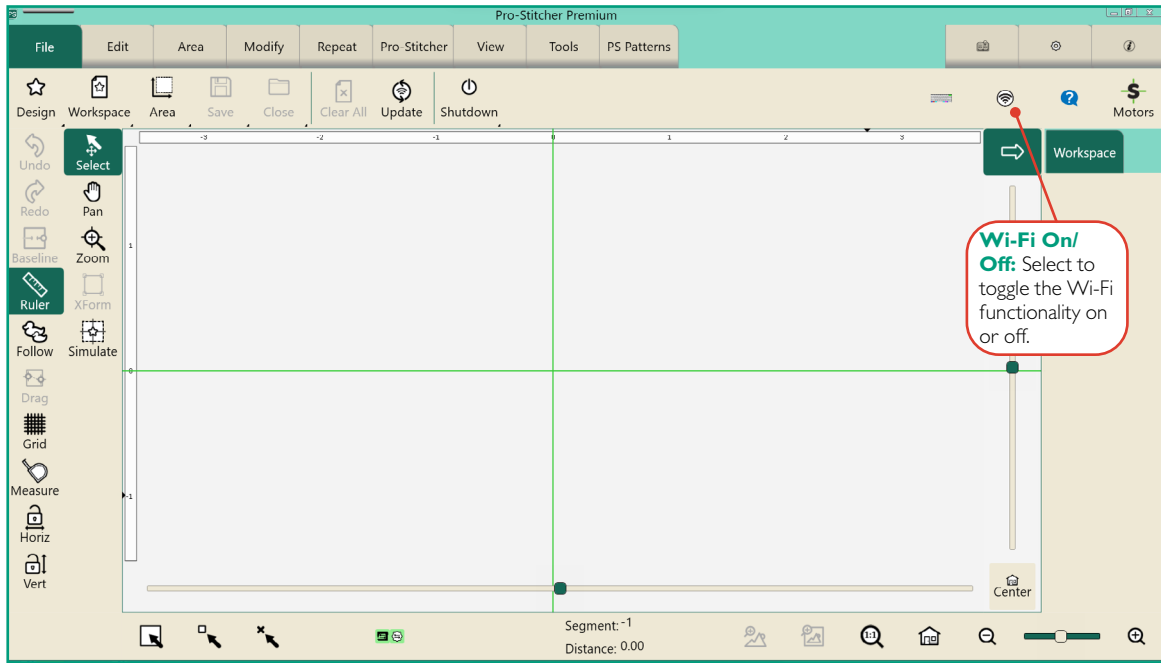 Pro-Stitcher Premium
File Edit Area Modify Repeat Pro-Stitcher View Tools PS Patterns
Design Workspace Area Save Close Clear All Update Shutdown Motors
-3 -2 -1 0 1 2 3
Undo Select
Workspace
Redo Pan
1
Baseline Zoom
Wi-Fi On/
Off: Select to
toggle the Wi-Fi
functionality on
or off.
Ruler XForm
Follow Simulate
0
Drag
Grid
Measure
-1
Horiz
Vert
Center
Segment: -1
Distance: 0.00
1:1